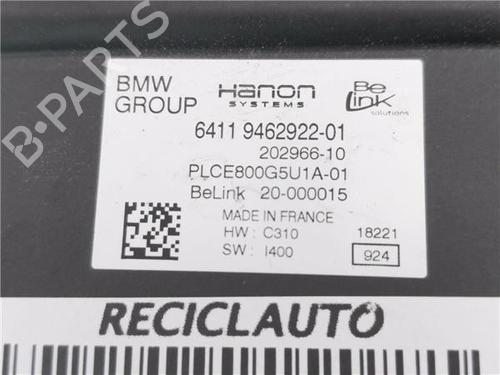 BMW GROUP
Hanon SYSTEMS
Be Link solutions
6411 9462922-01
202966-10
PLCE800G5U1A-01
BeLink 20-000015
MADE IN FRANCE
HW : C310
18221
SW : I400
924
RECICLAUTO
B-PARTS